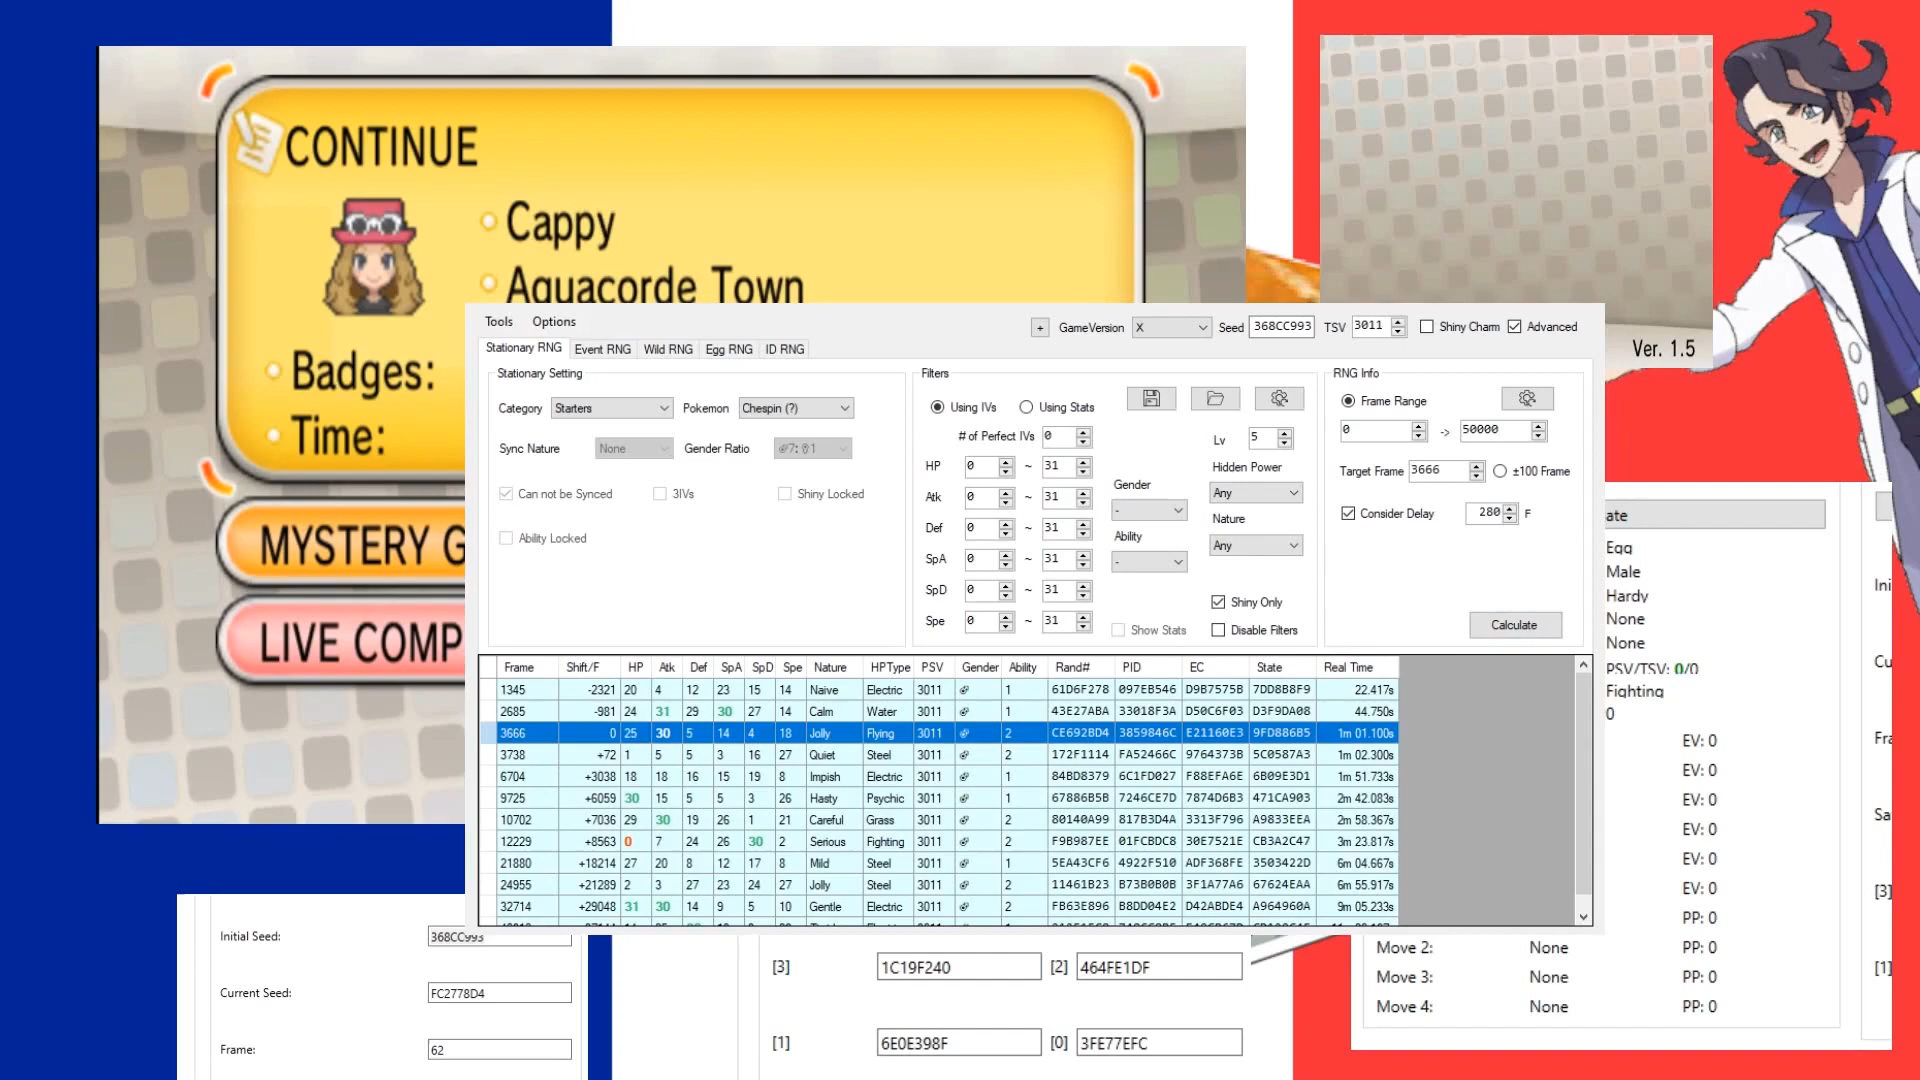 CONTINUE
Cappy
Aquacorde Town
Badges:
Time:
MYSTERY G
LIVE COMP
Ver. 1.5
Tools Options
+ GameVersion X Seed 368CC993 TSV 3011 Shiny Charm Advanced
Stationary RNG Event RNG Wild RNG Egg RNG ID RNG
Stationary Setting
Category Starters Pokemon Chespin (?)
Sync Nature None Gender Ratio ♂7:♀1
Can not be Synced 3IVs Shiny Locked
Ability Locked
Filters
Using IVs Using Stats
# of Perfect IVs 0
HP 0 ~ 31
Atk 0 ~ 31
Def 0 ~ 31
SpA 0 ~ 31
SpD 0 ~ 31
Spe 0 ~ 31
Gender
-
Ability
-
Show Stats
Lv 5
Hidden Power
Any
Nature
Any
Shiny Only
Disable Filters
RNG Info
Frame Range
0 -> 50000
Target Frame 3666 ±100 Frame
Consider Delay 280 F
Calculate
Frame Shift/F HP Atk Def SpA SpD Spe Nature HPType PSV Gender Ability Rand# PID EC State Real Time
1345 -2321 20 4 12 23 15 14 Naive Electric 3011 ♂ 1 61D6F278 097EB546 D9B7575B 7DD8B8F9 22.417s
2685 -981 24 31 29 30 27 14 Calm Water 3011 ♂ 1 43E27ABA 33018F3A D50C6F03 D3F9DA08 44.750s
3666 0 25 30 5 14 4 18 Jolly Flying 3011 ♂ 2 CE692BD4 3859846C E21160E3 9FD886B5 1m 01.100s
3738 +72 1 5 5 3 16 27 Quiet Steel 3011 ♂ 2 172F1114 FA52466C 9764373B 5C0587A3 1m 02.300s
6704 +3038 18 18 16 15 19 8 Impish Electric 3011 ♂ 1 84BD8379 6C1FD027 F88EFA6E 6B09E3D1 1m 51.733s
9725 +6059 30 15 5 5 3 26 Hasty Psychic 3011 ♂ 1 67886B5B 7246CE7D 7874D6B3 471CA903 2m 42.083s
10702 +7036 29 30 19 26 1 21 Careful Grass 3011 ♂ 2 80140A99 817B3D4A 3313F796 A9833EEA 2m 58.367s
12229 +8563 0 7 24 26 30 2 Serious Fighting 3011 ♂ 2 F9B987EE 01FCBDC8 30E7521E CB3A2C47 3m 23.817s
21880 +18214 27 20 8 12 17 8 Mild Steel 3011 ♂ 1 5EA43CF6 4922F510 ADF368FE 3503422D 6m 04.667s
24955 +21289 2 3 27 23 24 27 Jolly Steel 3011 ♂ 2 11461B23 B73B0B0B 3F1A77A6 67624EAA 6m 55.917s
32714 +29048 31 30 14 9 5 10 Gentle Electric 3011 ♂ 2 FB63E896 B8DD04E2 D42ABDE4 A964960A 9m 05.233s
ate
Egg
Male
Hardy
None
None
PSV/TSV: 0/0
Fighting
0
EV: 0
EV: 0
EV: 0
EV: 0
EV: 0
EV: 0
PP: 0
Move 2: None PP: 0
Move 3: None PP: 0
Move 4: None PP: 0
Ini
Cu
Fra
Sa
[3]
[1]
Initial Seed: 368CC993
Current Seed: FC2778D4
Frame: 62
[3] 1C19F240 [2] 464FE1DF
[1] 6E0E398F [0] 3FE77EFC